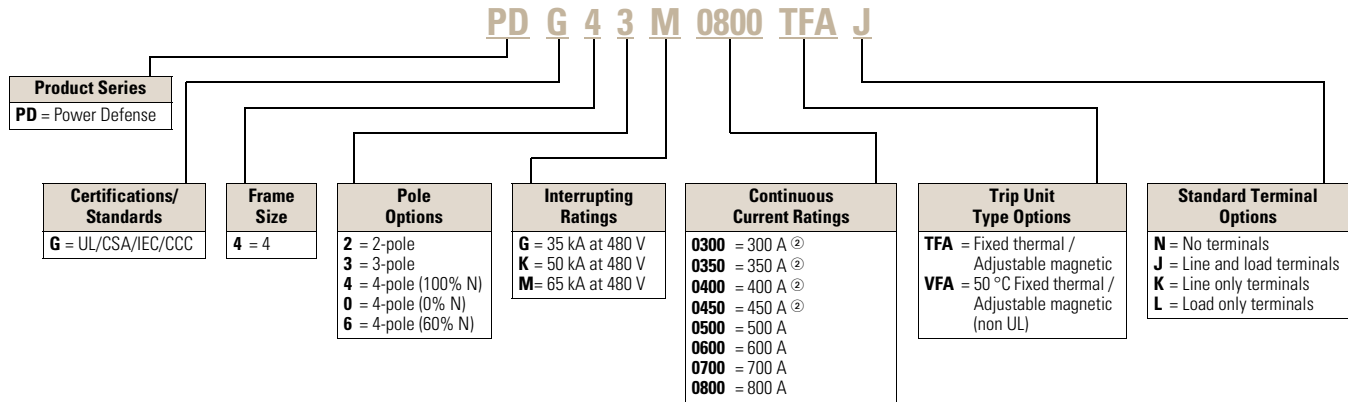 PD G 4 3 M 0800 TFA J
Product Series
PD = Power Defense
Certifications/
Standards
G = UL/CSA/IEC/CCC
Frame
Size
4 = 4
Pole
Options
2 = 2-pole
3 = 3-pole
4 = 4-pole (100% N)
0 = 4-pole (0% N)
6 = 4-pole (60% N)
Interrupting
Ratings
G = 35 kA at 480 V
K = 50 kA at 480 V
M= 65 kA at 480 V
Continuous
Current Ratings
0300 = 300 A ②
0350 = 350 A ②
0400 = 400 A ②
0450 = 450 A ②
0500 = 500 A
0600 = 600 A
0700 = 700 A
0800 = 800 A
Trip Unit
Type Options
TFA = Fixed thermal /
Adjustable magnetic
VFA = 50 °C Fixed thermal /
Adjustable magnetic
(non UL)
Standard Terminal
Options
N = No terminals
J = Line and load terminals
K = Line only terminals
L = Load only terminals